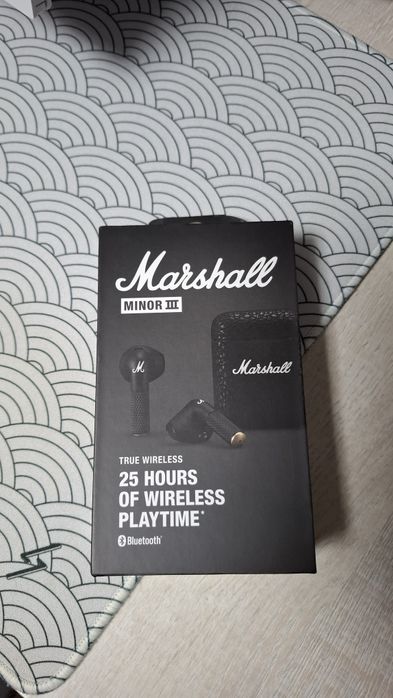 Marshall
MINOR III
M
Marshall
TRUE WIRELESS
25 HOURS
OF WIRELESS
PLAYTIME*
Bluetooth®